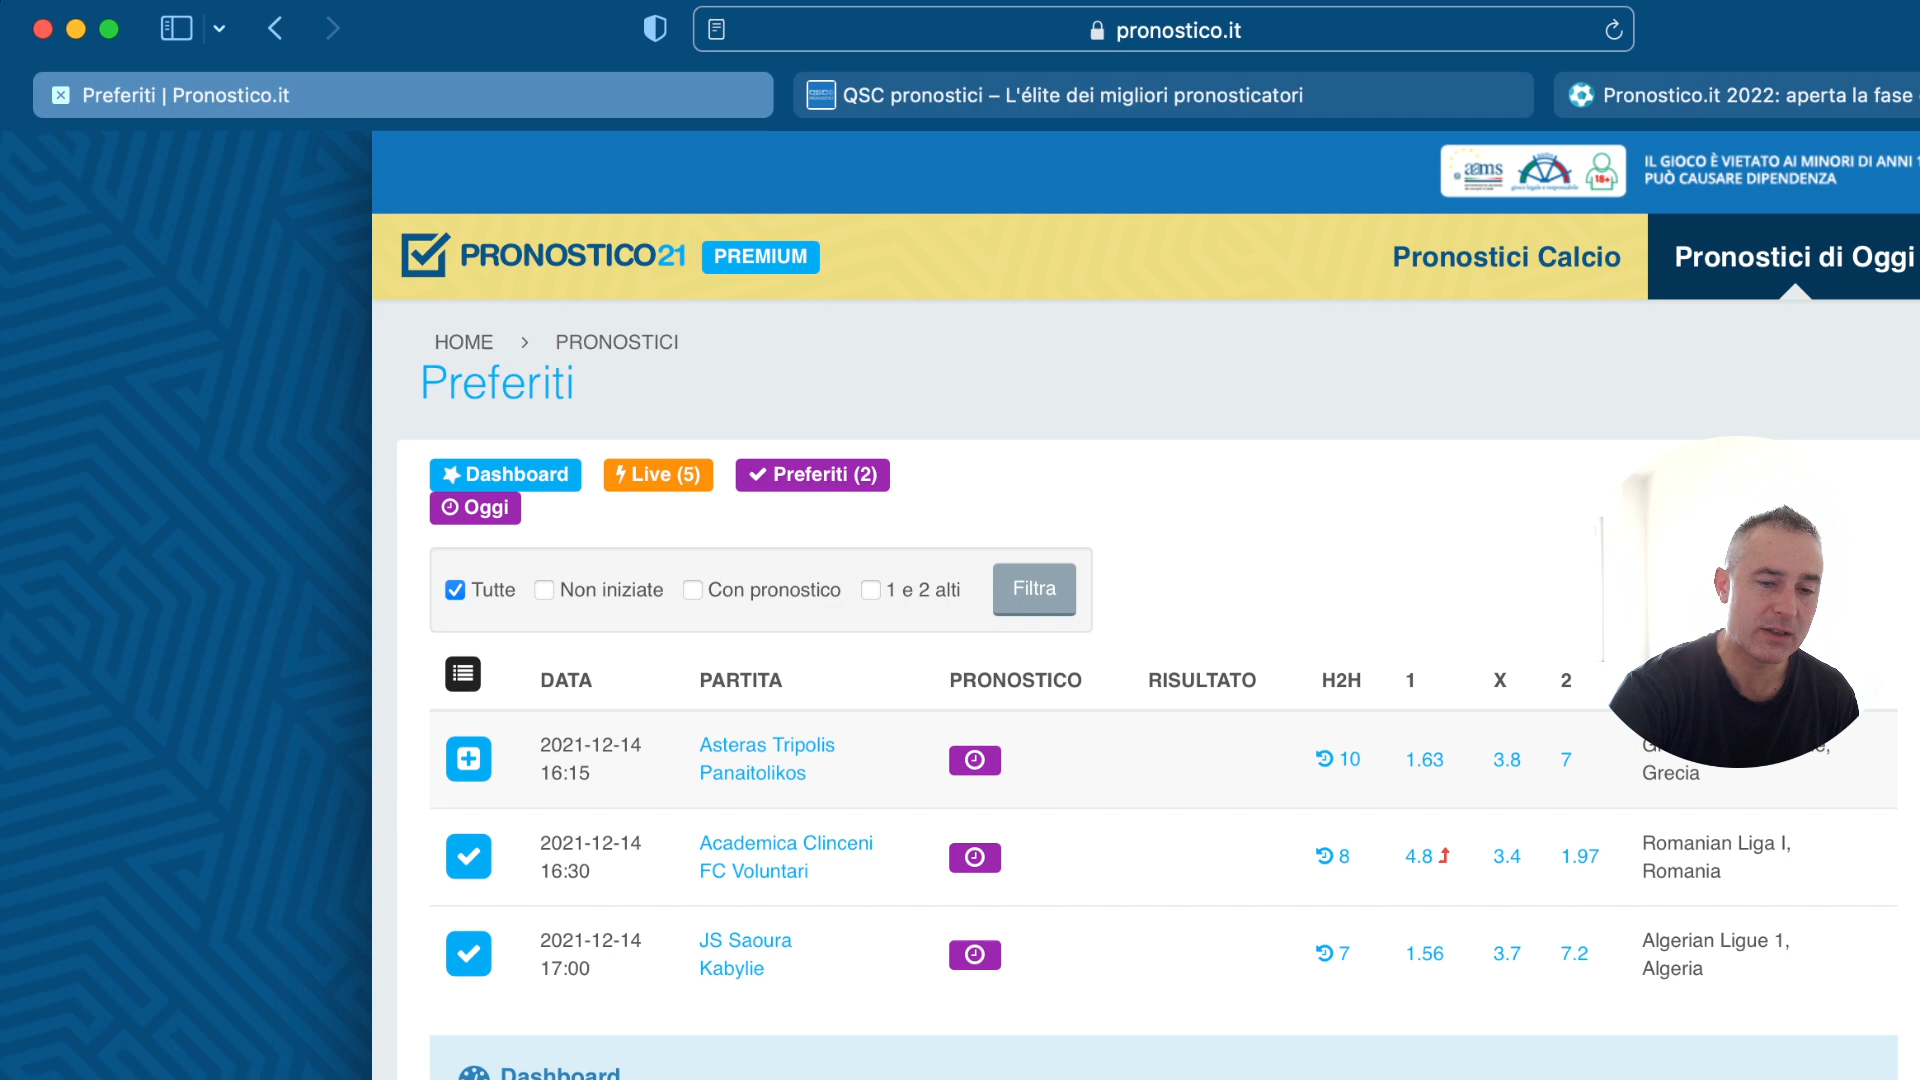 pronostico.it
Preferiti | Pronostico.it
QSC pronostici – L'élite dei migliori pronosticatori
Pronostico.it 2022: aperta la fase
aams
18+
IL GIOCO È VIETATO AI MINORI DI ANNI
PUÒ CAUSARE DIPENDENZA
PRONOSTICO21 PREMIUM
Pronostici Calcio
Pronostici di Oggi
HOME > PRONOSTICI
Preferiti
Dashboard
Live (5)
Preferiti (2)
Oggi
Tutte
Non iniziate
Con pronostico
1 e 2 alti
Filtra
DATA PARTITA PRONOSTICO RISULTATO H2H 1 X 2
2021-12-14 Asteras Tripolis
16:15 Panaitolikos
10 1.63 3.8 7
Grecia
2021-12-14 Academica Clinceni
16:30 FC Voluntari
8 4.8 3.4 1.97
Romanian Liga I,
Romania
2021-12-14 JS Saoura
17:00 Kabylie
7 1.56 3.7 7.2
Algerian Ligue 1,
Algeria
Dashboard